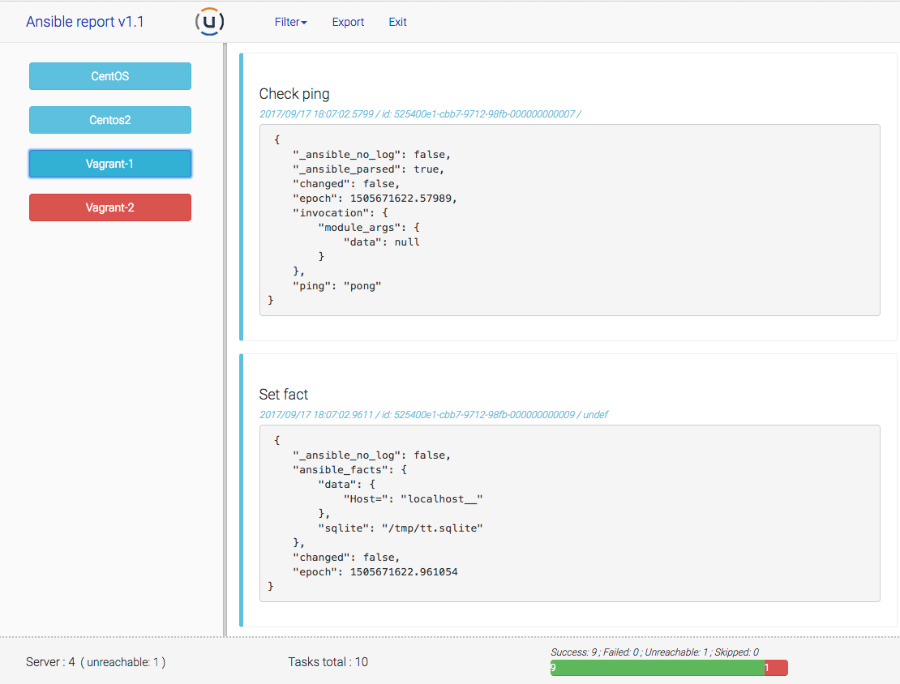 Ansible report v1.1
u
Filter
Export
Exit
CentOS
Centos2
Vagrant-1
Vagrant-2
Check ping
2017/09/17 18:07:02.5799 / id: 525400e1-cbb7-9712-98fb-000000000007 /
{
"_ansible_no_log": false,
"_ansible_parsed": true,
"changed": false,
"epoch": 1505671622.57989,
"invocation": {
"module_args": {
"data": null
}
},
"ping": "pong"
}
Set fact
2017/09/17 18:07:02.9611 / id: 525400e1-cbb7-9712-98fb-000000000009 / undef
{
"_ansible_no_log": false,
"ansible_facts": {
"data": {
"Host=": "localhost__"
},
"sqlite": "/tmp/tt.sqlite"
},
"changed": false,
"epoch": 1505671622.961054
}
Server : 4 ( unreachable: 1 )
Tasks total : 10
Success: 9 ; Failed: 0 ; Unreachable: 1 ; Skipped: 0
9 1